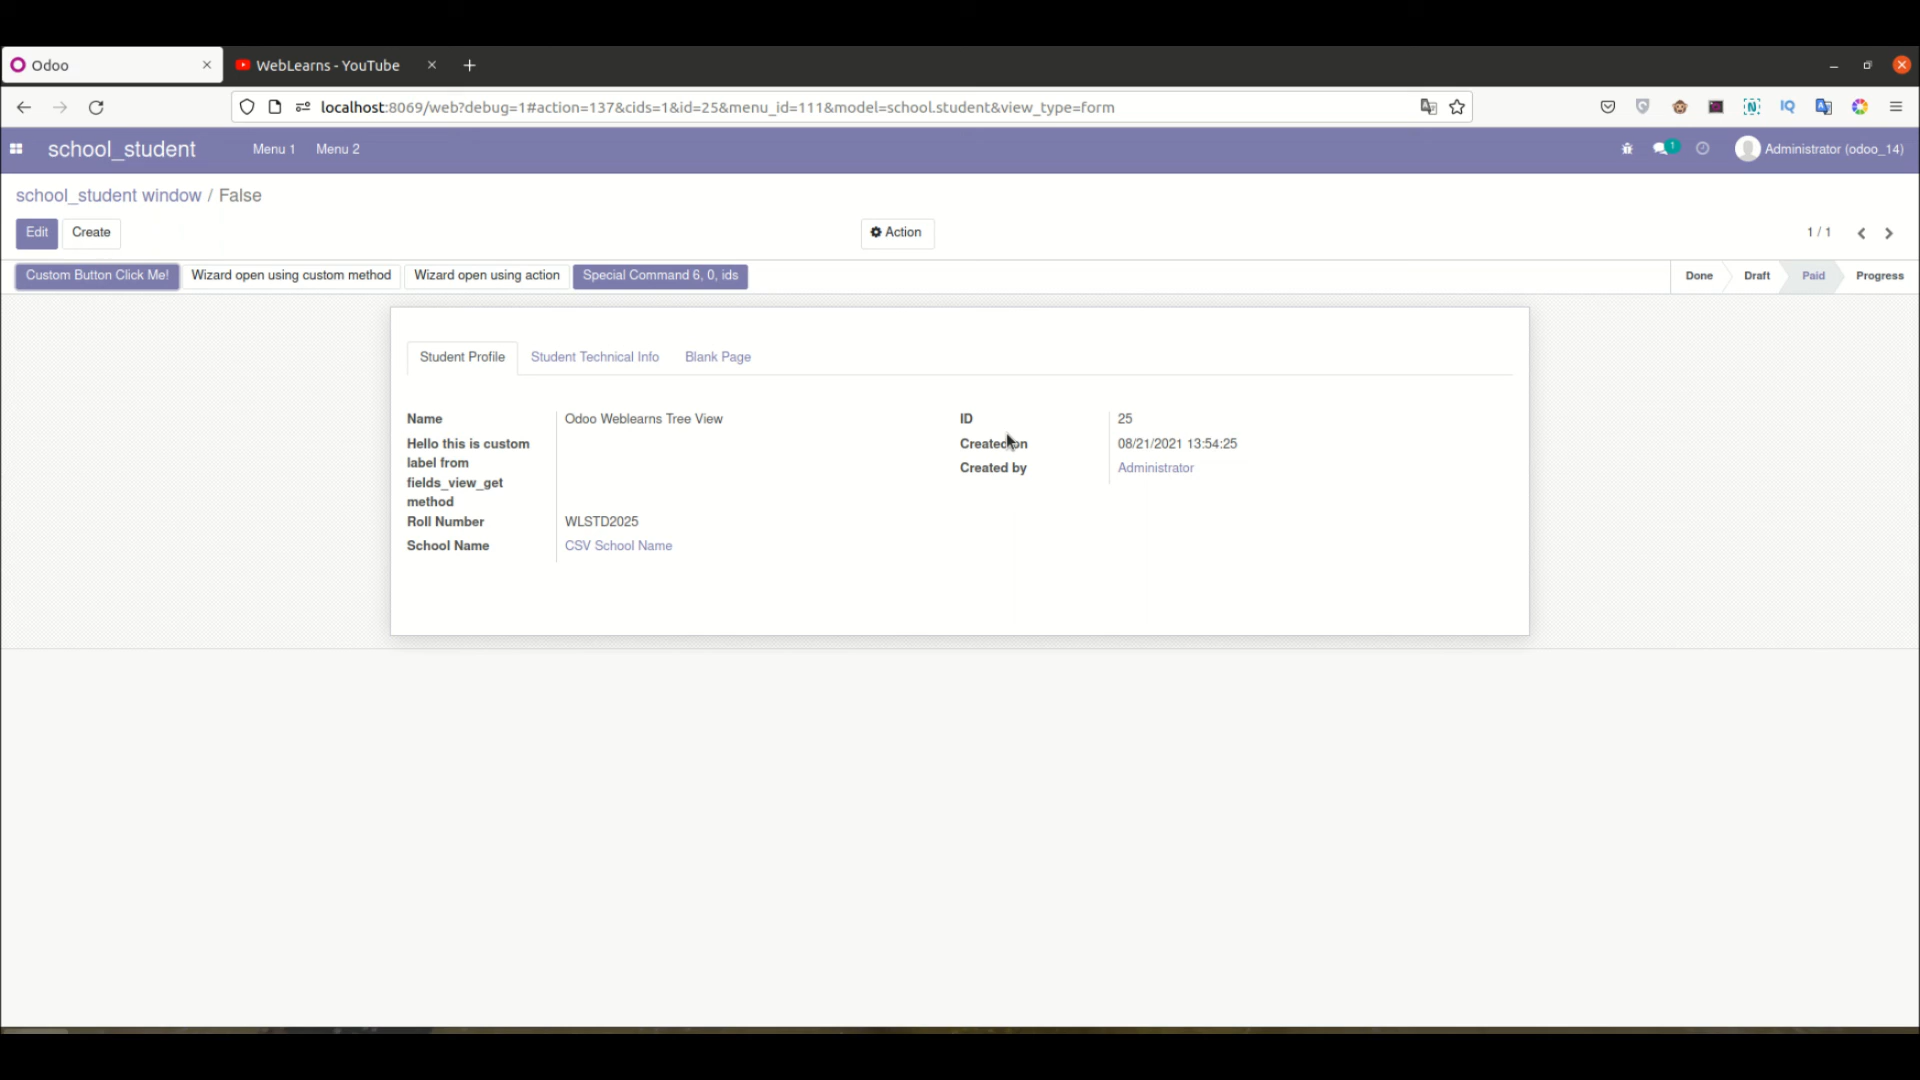 Odoo
WebLearns - YouTube
localhost:8069/web?debug=1#action=137&cids=1&id=25&menu_id=111&model=school.student&view_type=form
IQ
school_student
Menu 1
Menu 2
1
Administrator (odoo_14)
school_student window / False
Edit
Create
Action
1 / 1
Custom Button Click Me!
Wizard open using custom method
Wizard open using action
Special Command 6, 0, ids
Done
Draft
Paid
Progress
Student Profile
Student Technical Info
Blank Page
Name
Odoo Weblearns Tree View
Hello this is custom
label from
fields_view_get
method
Roll Number
WLSTD2025
School Name
CSV School Name
ID
25
Created on
08/21/2021 13:54:25
Created by
Administrator